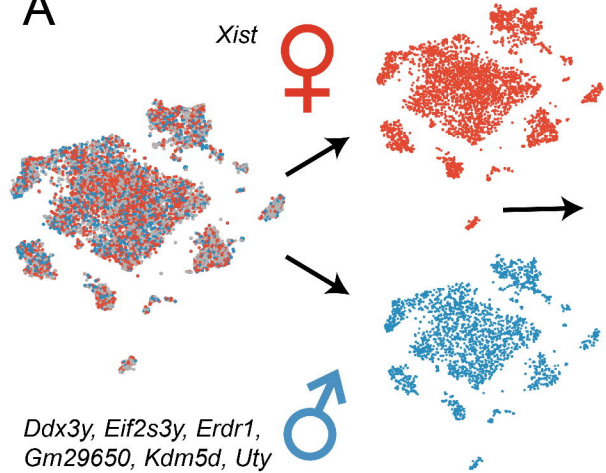 A
Xist
Ddx3y, Eif2s3y, Erdr1,
Gm29650, Kdm5d, Uty